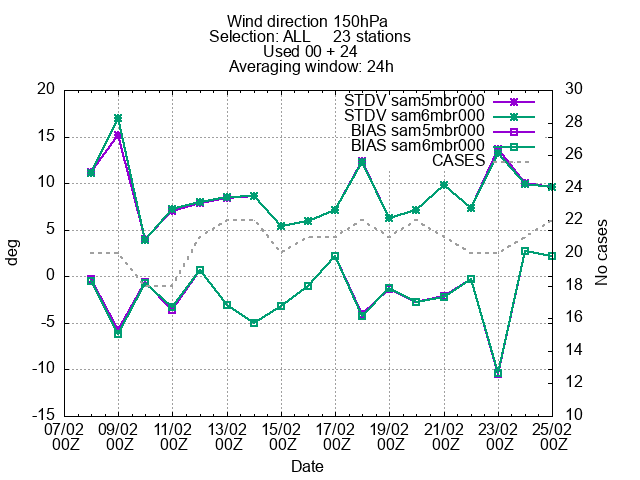 Wind direction 150hPa
Selection: ALL 23 stations
Used 00 + 24
Averaging window: 24h
STDV sam5mbr000
STDV sam6mbr000
BIAS sam5mbr000
BIAS sam6mbr000
CASES
20
15
10
5
0
-5
-10
-15
deg
30
28
26
24
22
20
18
16
14
12
10
No cases
07/02 09/02 11/02 13/02 15/02 17/02 19/02 21/02 23/02 25/02
00Z 00Z 00Z 00Z 00Z 00Z 00Z 00Z 00Z 00Z
Date